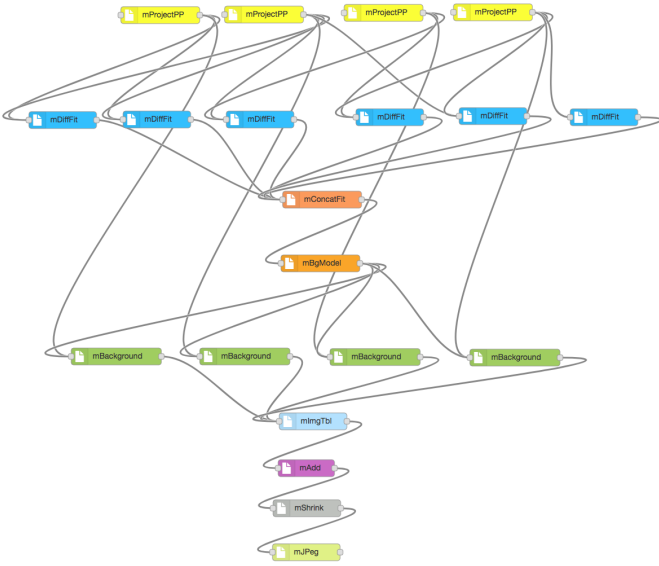 mProjectPP
mProjectPP
mProjectPP
mProjectPP
mDiffFit
mDiffFit
mDiffFit
mDiffFit
mDiffFit
mDiffFit
mConcatFit
mBgModel
mBackground
mBackground
mBackground
mBackground
mImgTbl
mAdd
mShrink
mJPeg